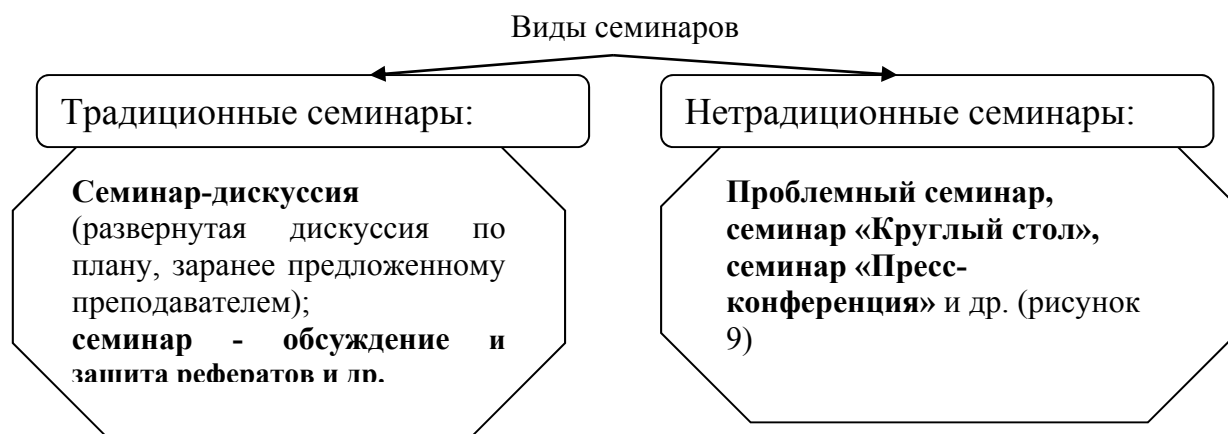 Виды семинаров
Традиционные семинары:
Нетрадиционные семинары:
Семинар-дискуссия
(развернутая дискуссия по
плану, заранее предложенному
преподавателем);
семинар - обсуждение и
защита рефератов и др.
Проблемный семинар,
семинар «Круглый стол»,
семинар «Пресс-
конференция» и др. (рисунок
9)